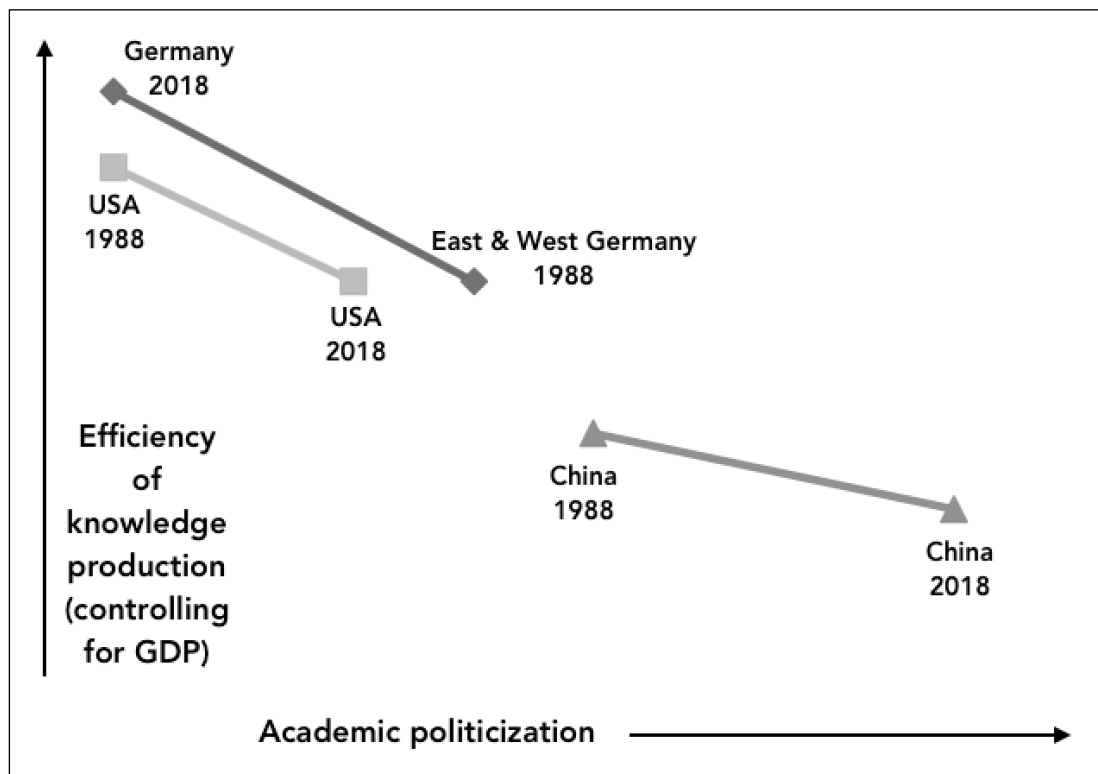 Germany
2018
USA
1988
East & West Germany
1988
USA
2018
Efficiency
of
knowledge
production
(controlling
for GDP)
China
1988
China
2018
Academic politicization